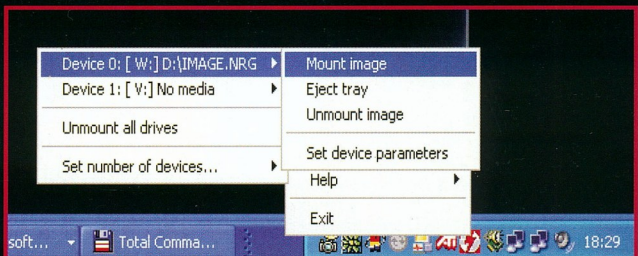 Device 0: [ W:] D:\IMAGE.NRG
Device 1: [ V:] No media
Unmount all drives
Set number of devices...
Mount image
Eject tray
Unmount image
Set device parameters
Help
Exit
soft...
Total Comma...
18:29